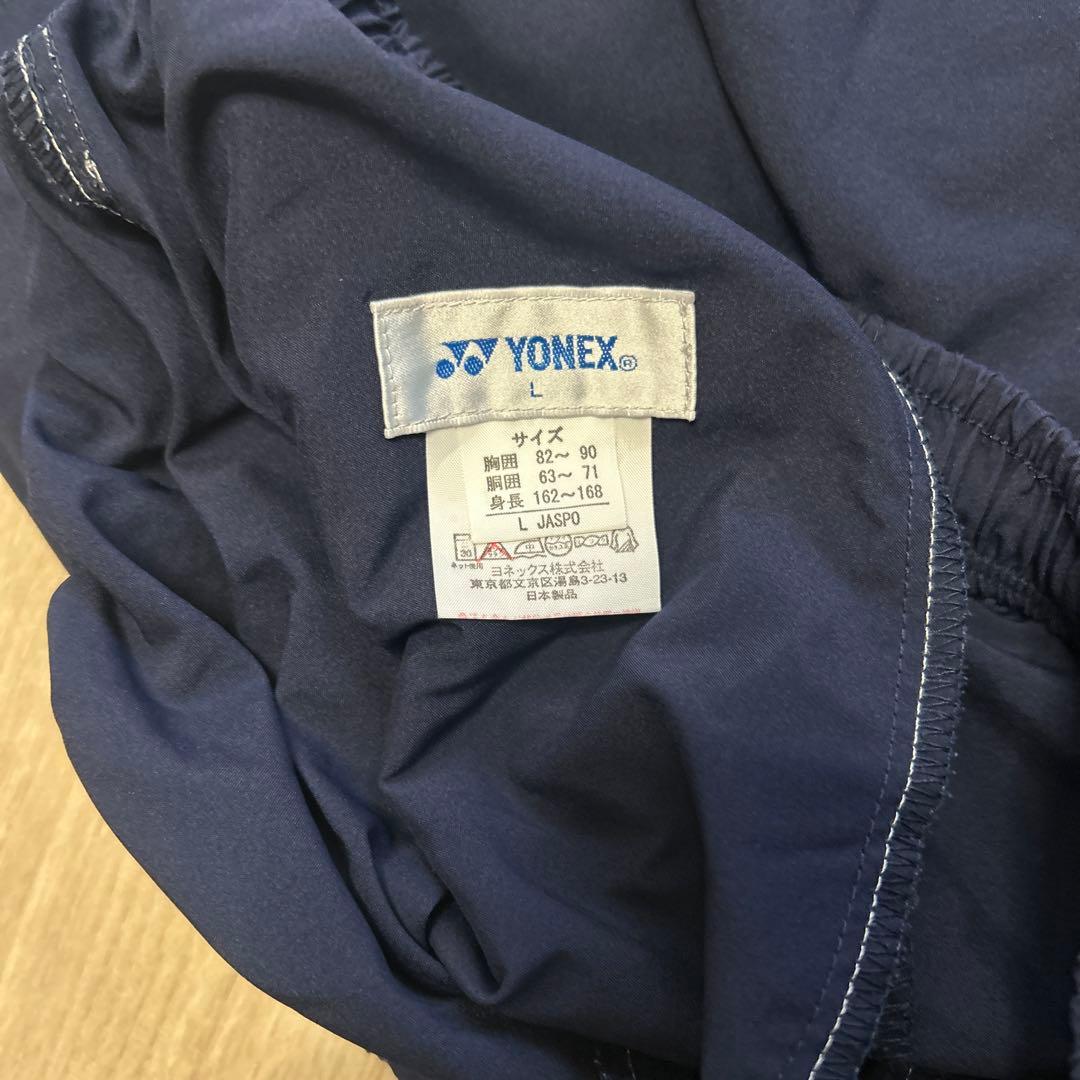 YONEX®
L
サイズ
胸囲 82～ 90
胴囲 63～ 71
身長 162～168
L JASPO
30 中
ネット使用
ヨネックス株式会社
東京都文京区湯島3-23-13
日本製品